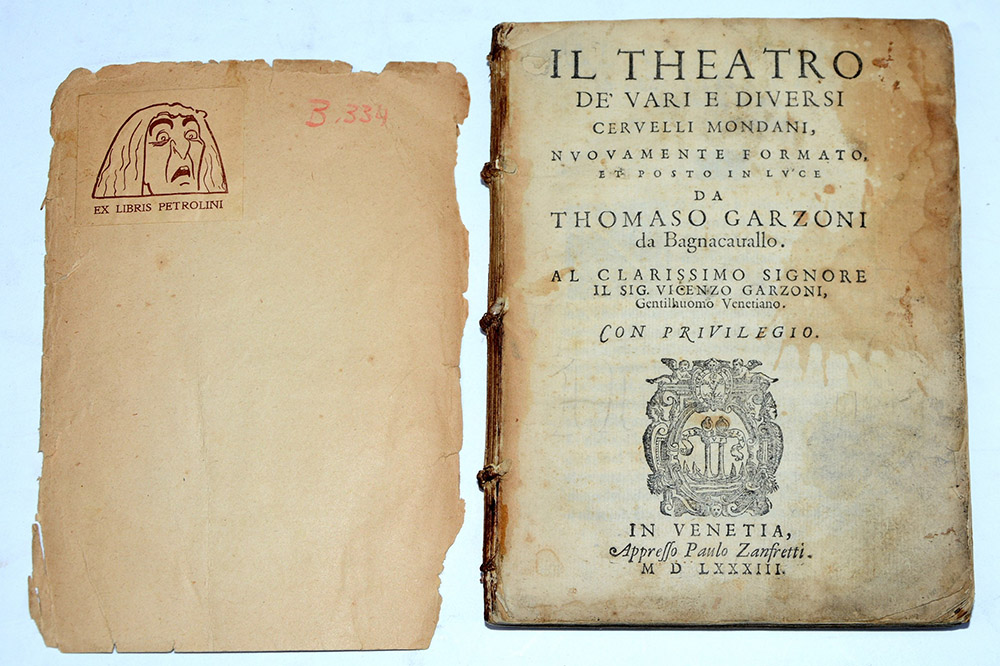 B.334
EX LIBRIS PETROLINI
IL THEATRO
DE' VARI E DIVERSI
CERVELLI MONDANI,
NVOVAMENTE FORMATO,
ET POSTO IN LVCE
DA
THOMASO GARZONI
da Bagnacauallo.
AL CLARISSIMO SIGNORE
IL SIG. VICENZO GARZONI,
Gentilhuomo Venetiano.
CON PRIVILEGIO.
IN VENETIA,
Appresso Paulo Zanfretti.
M D LXXXIII.